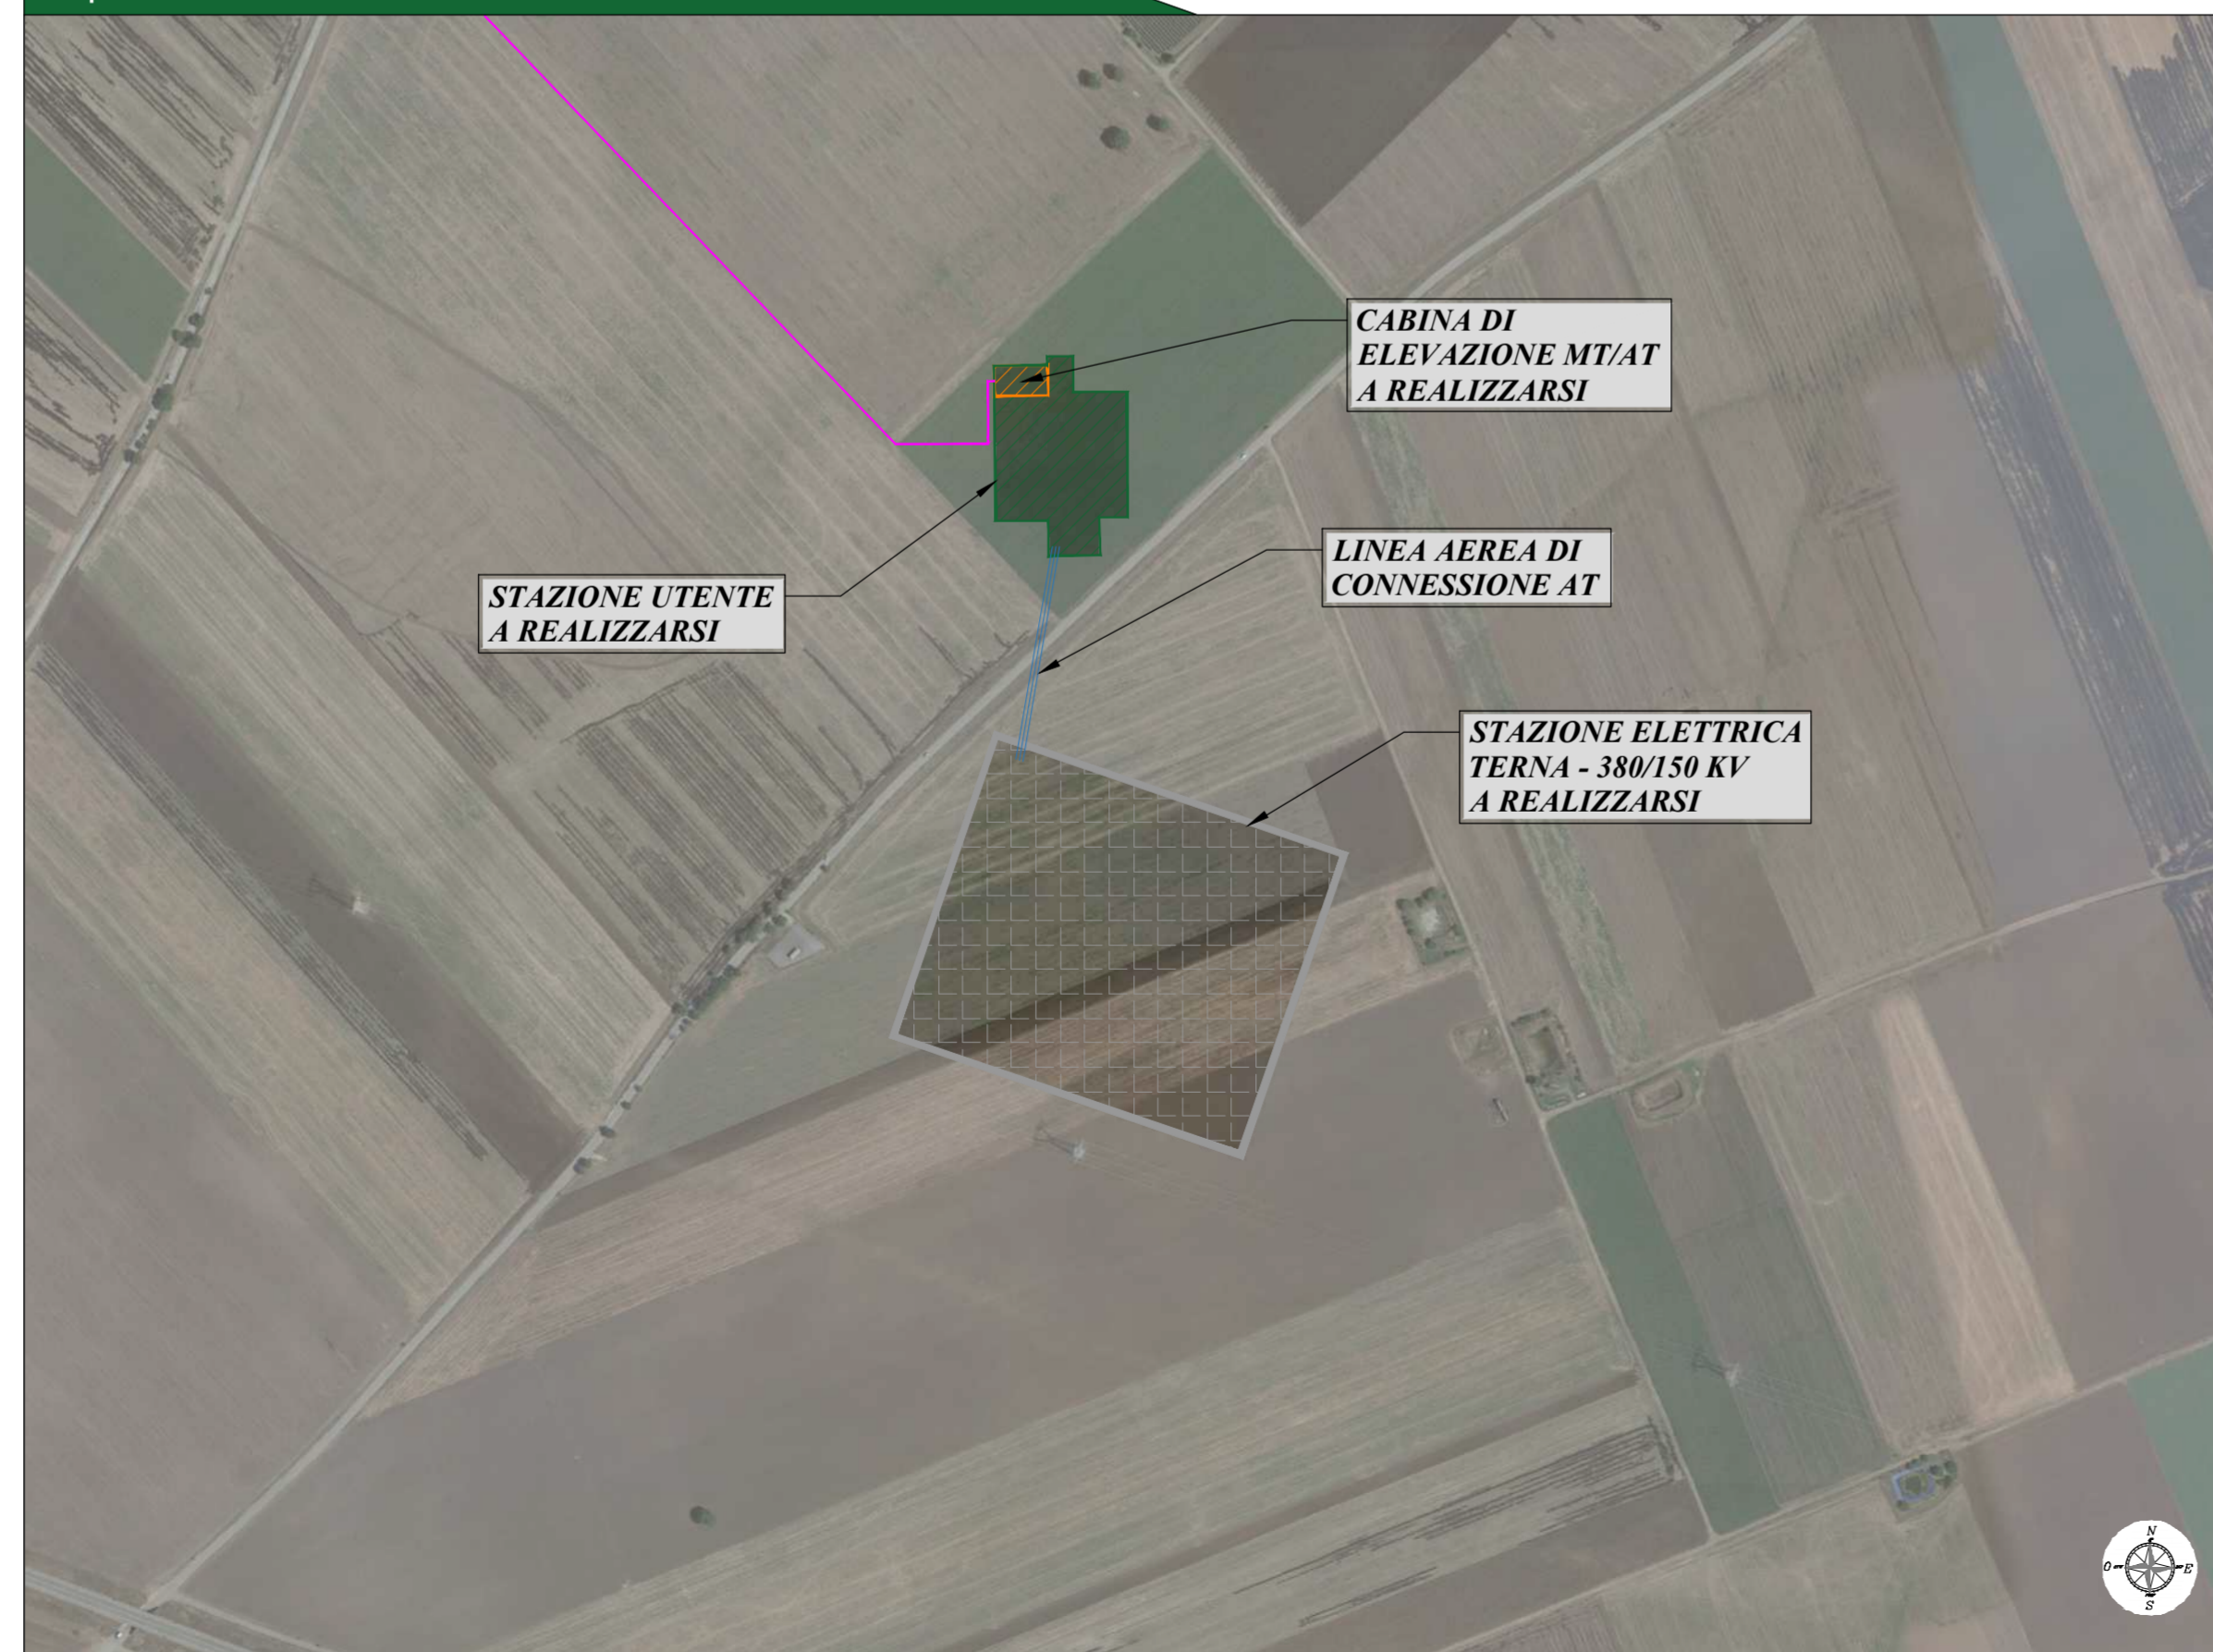 CABINA DI
ELEVAZIONE MT/AT
A REALIZZARSI
LINEA AEREA DI
CONNESSIONE AT
STAZIONE UTENTE
A REALIZZARSI
STAZIONE ELETTRICA
TERNA - 380/150 KV
A REALIZZARSI
N
O
E
S